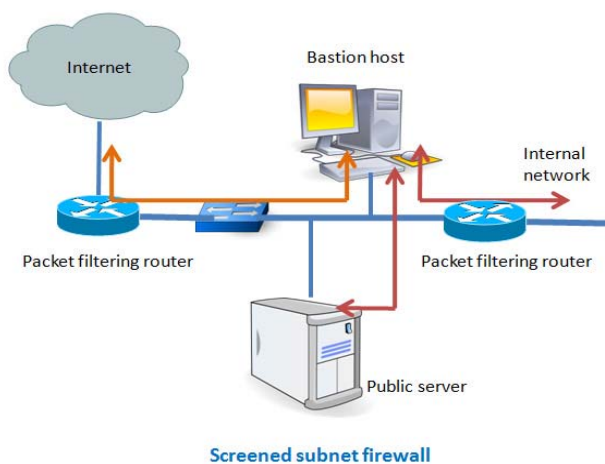 Internet
Bastion host
Internal
network
Packet filtering router
Packet filtering router
Public server
Screened subnet firewall